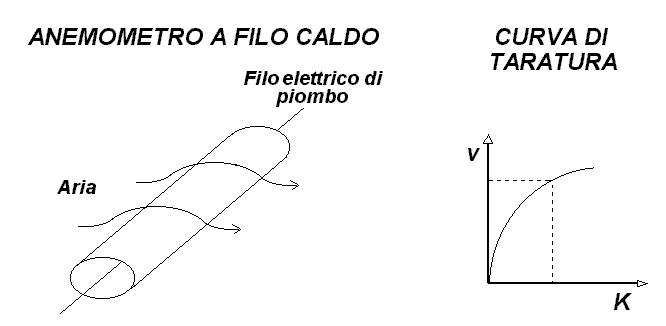 ANEMOMETRO A FILO CALDO
Filo elettrico di
piombo
Aria
CURVA DI
TARATURA
V
K